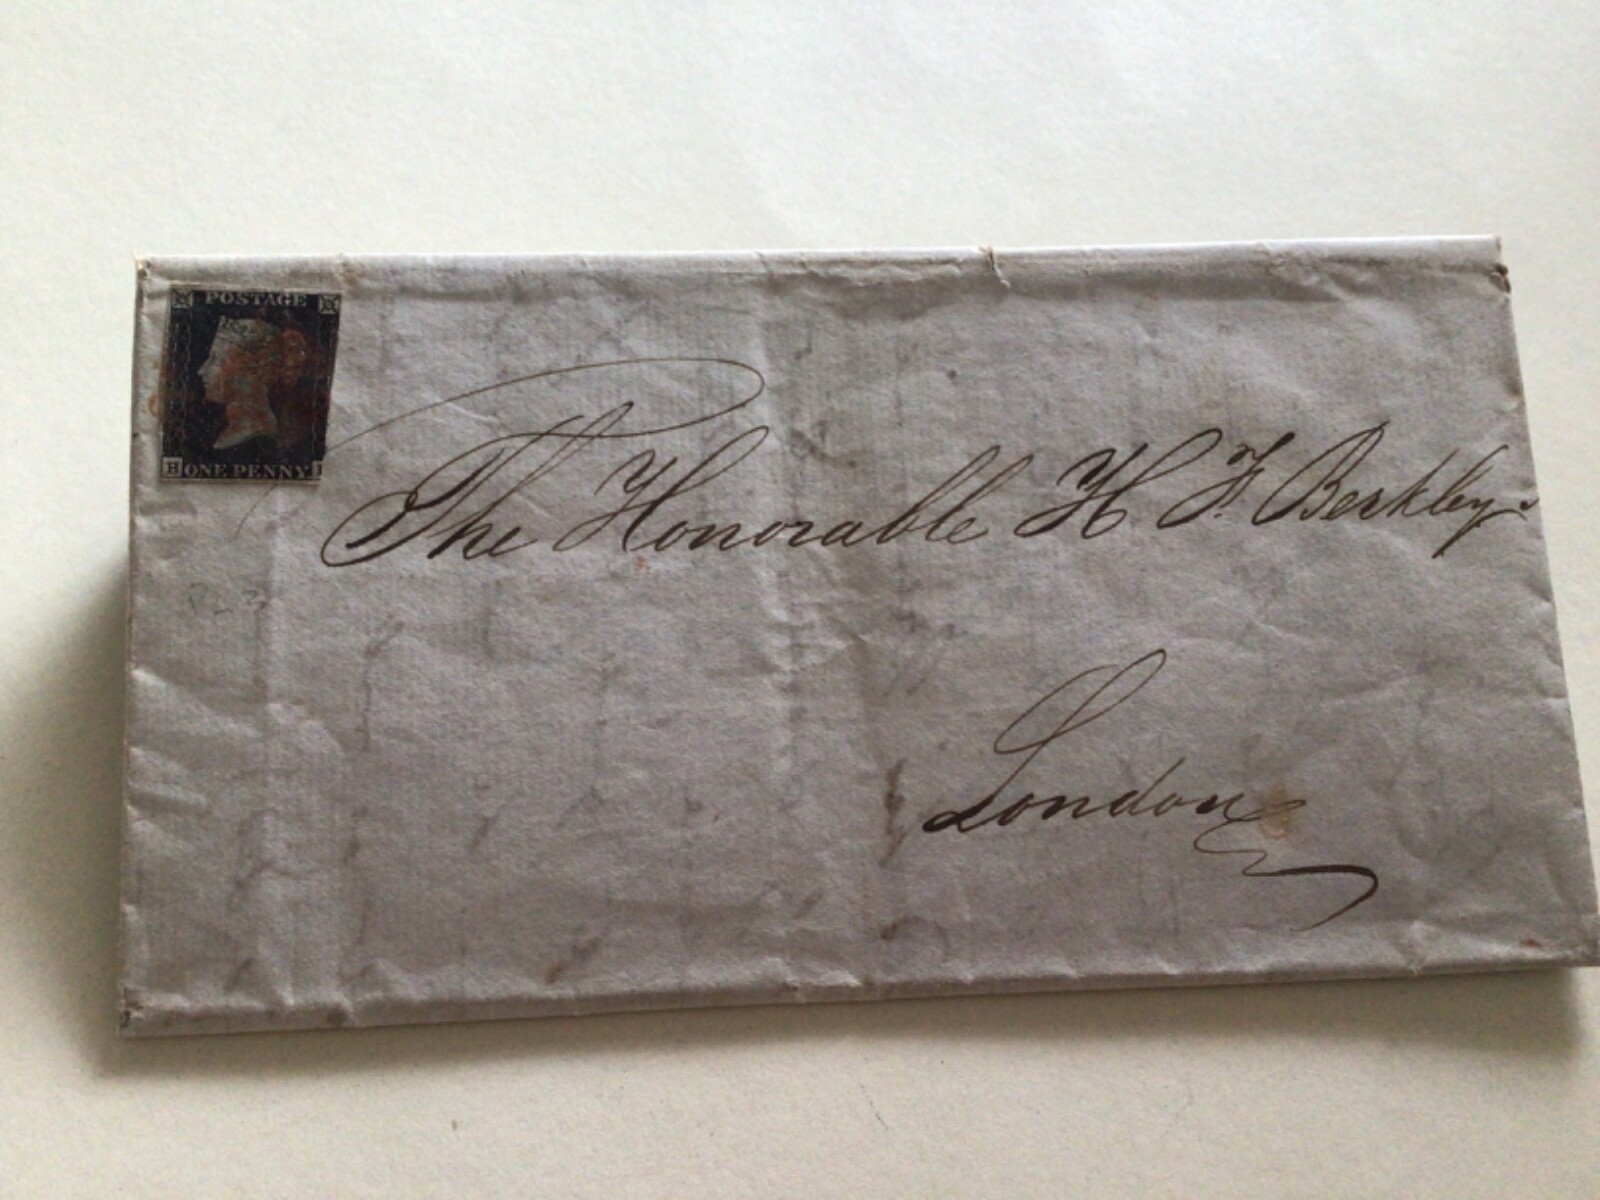 POSTAGE
H ONE PENNY I
The Honorable H. F. Berkley
London